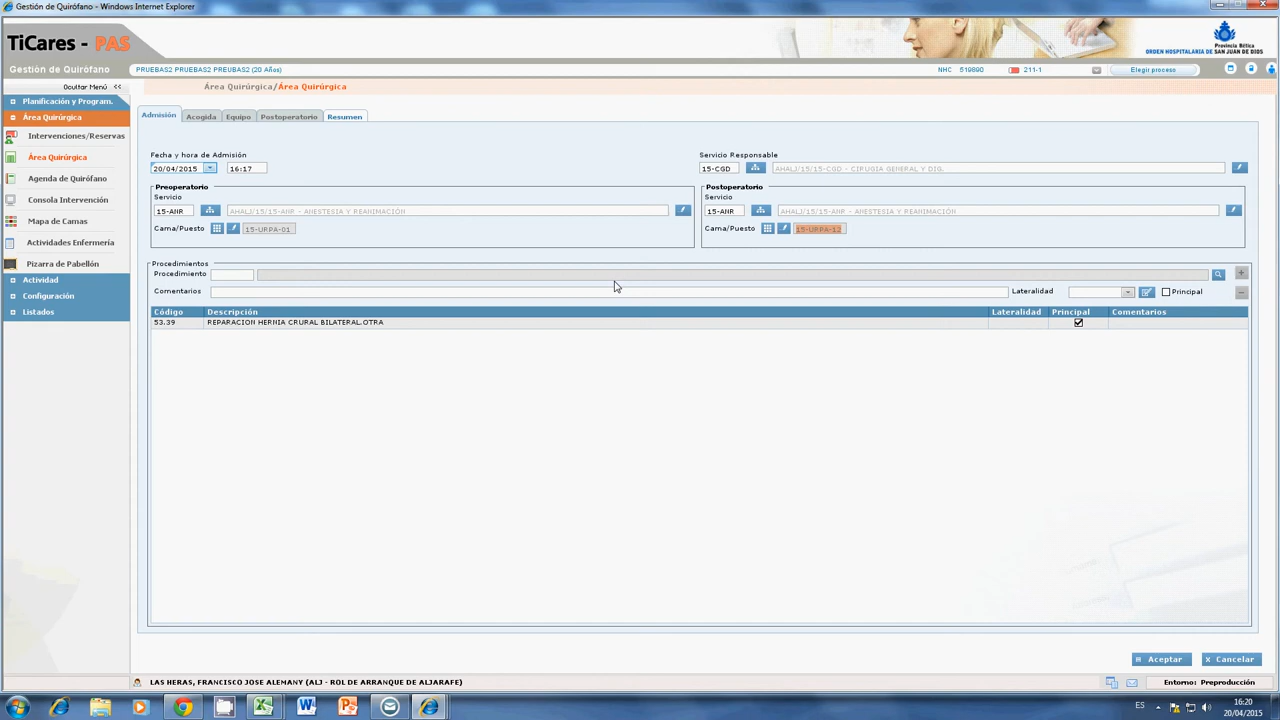 Gestión de Quirófano - Windows Internet Explorer
TiCares - PAS
Provincia Bética
ORDEN HOSPITALARIA DE SAN JUAN DE DIOS
Gestión de Quirófano
PRUEBAS2 PRUEBAS2 PREUBAS2 (20 Años)
NHC 519890 211-1 Elegir proceso
Ocultar Menú <<
Área Quirúrgica/Área Quirúrgica
Planificación y Program.
Área Quirúrgica
Intervenciones/Reservas
Área Quirúrgica
Agenda de Quirófano
Consola Intervención
Mapa de Camas
Actividades Enfermería
Pizarra de Pabellón
Actividad
Configuración
Listados
Admisión Acogida Equipo Postoperatorio Resumen
Fecha y hora de Admisión Servicio Responsable
20/04/2015 16:17 15-CGD AHALJ/15/15-CGD - CIRUGIA GENERAL Y DIG.
Preoperatorio Postoperatorio
Servicio Servicio
15-ANR AHALJ/15/15-ANR - ANESTESIA Y REANIMACIÓN 15-ANR AHALJ/15/15-ANR - ANESTESIA Y REANIMACIÓN
Cama/Puesto 15-URPA-01 Cama/Puesto 15-URPA-12
Procedimientos
Procedimiento
Comentarios Lateralidad Principal
Código Descripción Lateralidad Principal Comentarios
53.39 REPARACION HERNIA CRURAL BILATERAL.OTRA
Aceptar x Cancelar
LAS HERAS, FRANCISCO JOSE ALEMANY (ALJ - ROL DE ARRANQUE DE ALJARAFE) Entorno: Preproducción
ES 16:20
20/04/2015